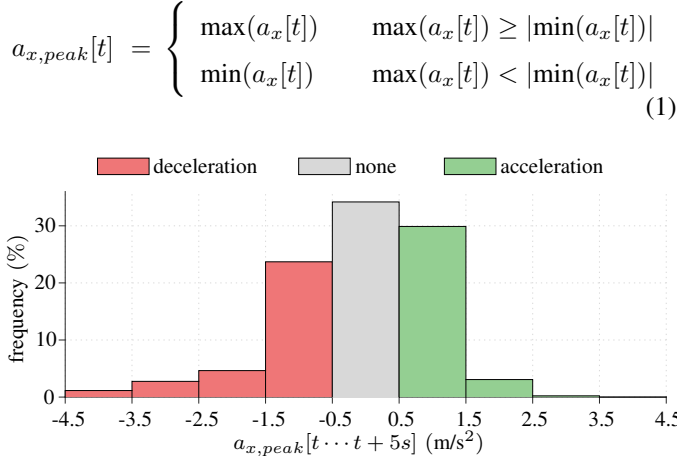 a_{x,peak}[t] = { max(a_x[t]) max(a_x[t]) ≥ |min(a_x[t])|
min(a_x[t]) max(a_x[t]) < |min(a_x[t])|
(1)
deceleration none acceleration
frequency (%)
30
20
10
0
-4.5 -3.5 -2.5 -1.5 -0.5 0.5 1.5 2.5 3.5 4.5
a_{x,peak}[t · · · t + 5s] (m/s²)